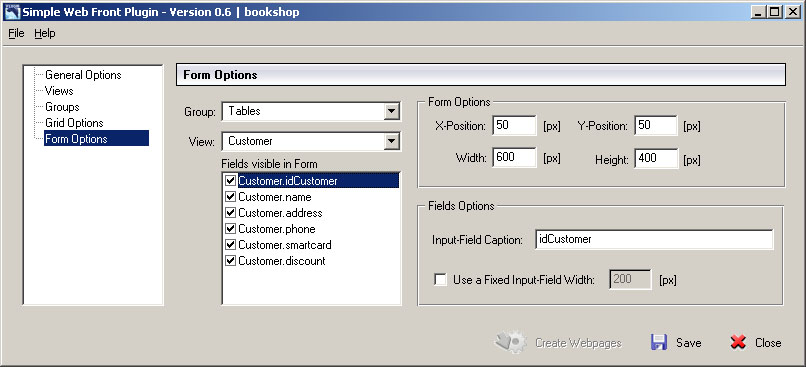 Simple Web Front Plugin - Version 0.6 | bookshop
File Help
General Options
Views
Groups
Grid Options
Form Options
Form Options
Group: Tables
View: Customer
Fields visible in Form
Customer.idCustomer
Customer.name
Customer.address
Customer.phone
Customer.smartcard
Customer.discount
Form Options
X-Position: 50 [px] Y-Position: 50 [px]
Width: 600 [px] Height: 400 [px]
Fields Options
Input-Field Caption: idCustomer
Use a Fixed Input-Field Width: 200 [px]
Create Webpages Save Close